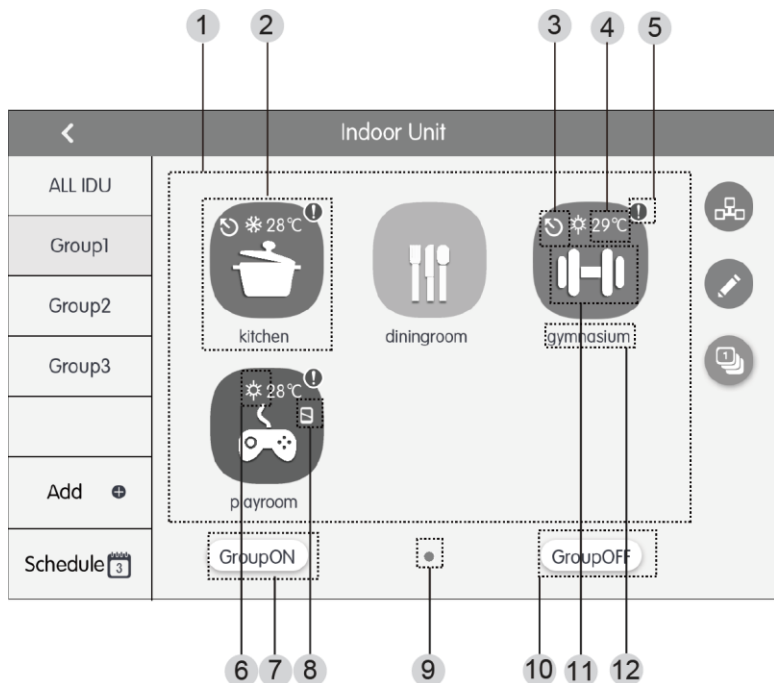 1 2 3 4 5
Indoor Unit
ALL IDU
Group1
Group2
Group3
Add
Schedule 3
28℃
29℃
kitchen
diningroom
gymnasium
1
28℃
playroom
GroupON
GroupOFF
6 7 8 9 10 11 12